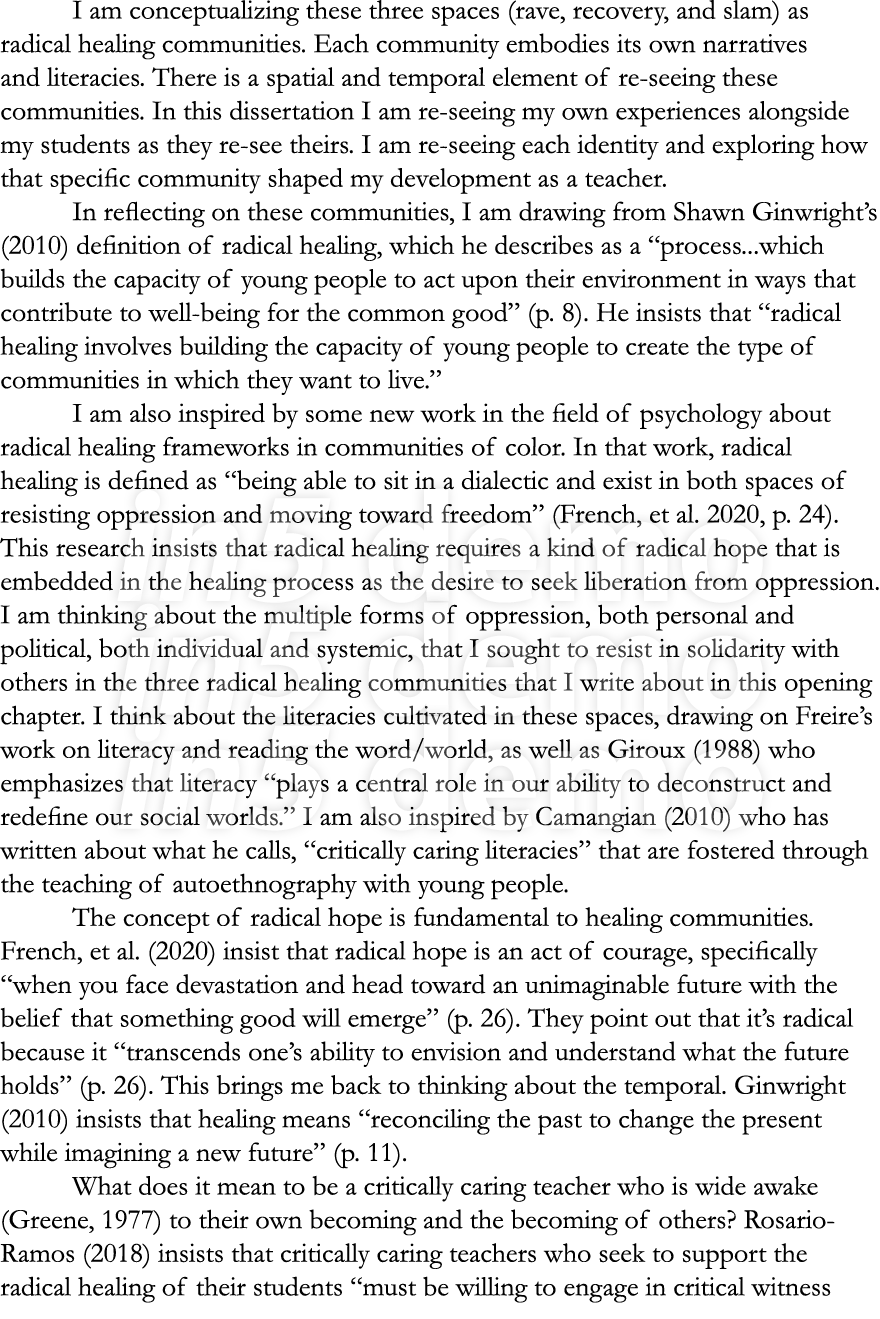 I am conceptualizing these three spaces (rave, recovery, and slam) as
radical healing communities. Each community embodies its own narratives
and literacies. There is a spatial and temporal element of re-seeing these
communities. In this dissertation I am re-seeing my own experiences alongside
my students as they re-see theirs. I am re-seeing each identity and exploring how
that specific community shaped my development as a teacher.
In reflecting on these communities, I am drawing from Shawn Ginwright’s
(2010) definition of radical healing, which he describes as a “process...which
builds the capacity of young people to act upon their environment in ways that
contribute to well-being for the common good” (p. 8). He insists that “radical
healing involves building the capacity of young people to create the type of
communities in which they want to live.”
I am also inspired by some new work in the field of psychology about
radical healing frameworks in communities of color. In that work, radical
healing is defined as “being able to sit in a dialectic and exist in both spaces of
resisting oppression and moving toward freedom” (French, et al. 2020, p. 24).
This research insists that radical healing requires a kind of radical hope that is
embedded in the healing process as the desire to seek liberation from oppression.
I am thinking about the multiple forms of oppression, both personal and
political, both individual and systemic, that I sought to resist in solidarity with
others in the three radical healing communities that I write about in this opening
chapter. I think about the literacies cultivated in these spaces, drawing on Freire’s
work on literacy and reading the word/world, as well as Giroux (1988) who
emphasizes that literacy “plays a central role in our ability to deconstruct and
redefine our social worlds.” I am also inspired by Camangian (2010) who has
written about what he calls, “critically caring literacies” that are fostered through
the teaching of autoethnography with young people.
The concept of radical hope is fundamental to healing communities.
French, et al. (2020) insist that radical hope is an act of courage, specifically
“when you face devastation and head toward an unimaginable future with the
belief that something good will emerge” (p. 26). They point out that it’s radical
because it “transcends one’s ability to envision and understand what the future
holds” (p. 26). This brings me back to thinking about the temporal. Ginwright
(2010) insists that healing means “reconciling the past to change the present
while imagining a new future” (p. 11).
What does it mean to be a critically caring teacher who is wide awake
(Greene, 1977) to their own becoming and the becoming of others? Rosario-
Ramos (2018) insists that critically caring teachers who seek to support the
radical healing of their students “must be willing to engage in critical witness
in5 demo
in5 demo
in5 demo